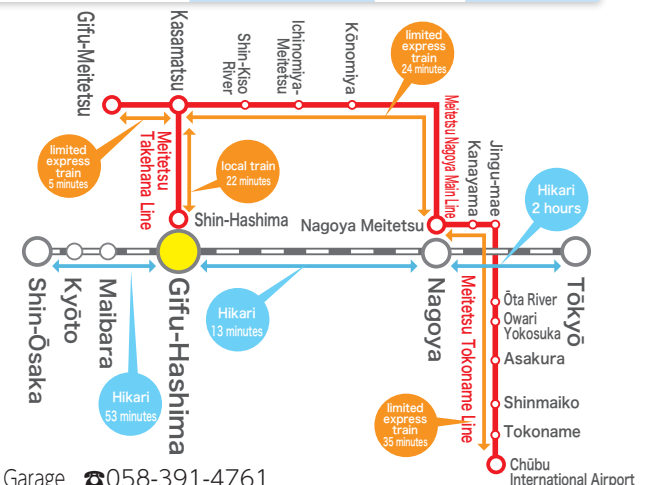 Gifu-Meitetsu
Kasamatsu
Shin-Kiso
River
Ichinomiya-
Meitetsu
Kōnomiya
limited
express
train
24 minutes
limited
express
train
5 minutes
Meitetsu
Takehana Line
local train
22 minutes
Meitetsu Nagoya Main Line
Kanayama
Jingu-mae
Hikari
2 hours
Shin-Hashima
Nagoya Meitetsu
Shin-Ōsaka
Kyōto
Maibara
Gifu-Hashima
Nagoya
Tōkyō
Hikari
13 minutes
Hikari
53 minutes
Meitetsu Tokoname Line
Ōta River
Owari
Yokosuka
Asakura
Shinmaiko
Tokoname
limited
express
train
35 minutes
Chūbu
International Airport
Garage ☎058-391-4761